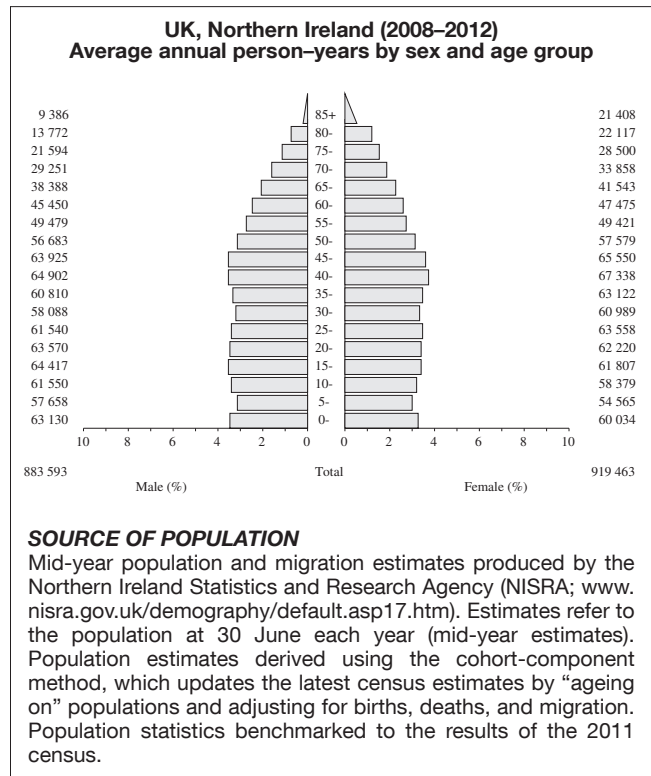 UK, Northern Ireland (2008–2012)
Average annual person–years by sex and age group
9 386 85+ 21 408
13 772 80- 22 117
21 594 75- 28 500
29 251 70- 33 858
38 388 65- 41 543
45 450 60- 47 475
49 479 55- 49 421
56 683 50- 57 579
63 925 45- 65 550
64 902 40- 67 338
60 810 35- 63 122
58 088 30- 60 989
61 540 25- 63 558
63 570 20- 62 220
64 417 15- 61 807
61 550 10- 58 379
57 658 5- 54 565
63 130 0- 60 034
10 8 6 4 2 0 0 2 4 6 8 10
883 593 Total 919 463
Male (%) Female (%)
SOURCE OF POPULATION
Mid-year population and migration estimates produced by the
Northern Ireland Statistics and Research Agency (NISRA; www.
nisra.gov.uk/demography/default.asp17.htm). Estimates refer to
the population at 30 June each year (mid-year estimates).
Population estimates derived using the cohort-component
method, which updates the latest census estimates by “ageing
on” populations and adjusting for births, deaths, and migration.
Population statistics benchmarked to the results of the 2011
census.